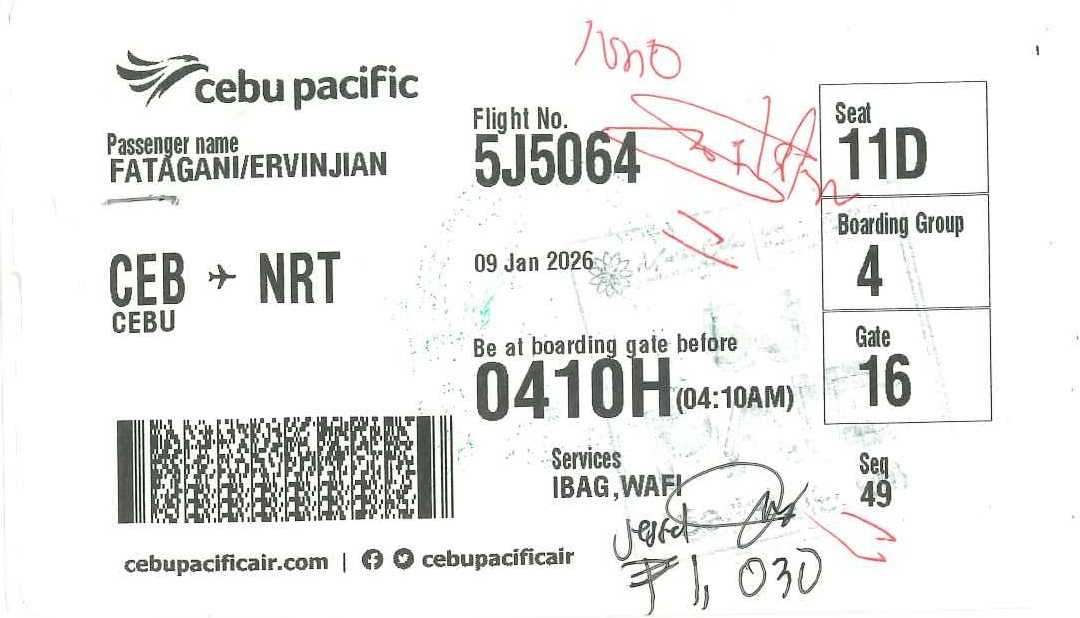 cebu pacific
Passenger name
FATAGANI/ERVINJIAN
CEB NRT
CEBU
Flight No.
5J5064
09 Jan 2026
Be at boarding gate before
0410H (04:10AM)
Services
IBAG,WAFI
Seat
11D
Boarding Group
4
Gate
16
Seq
49
₱1,030
cebupacificair.com | cebupacificair